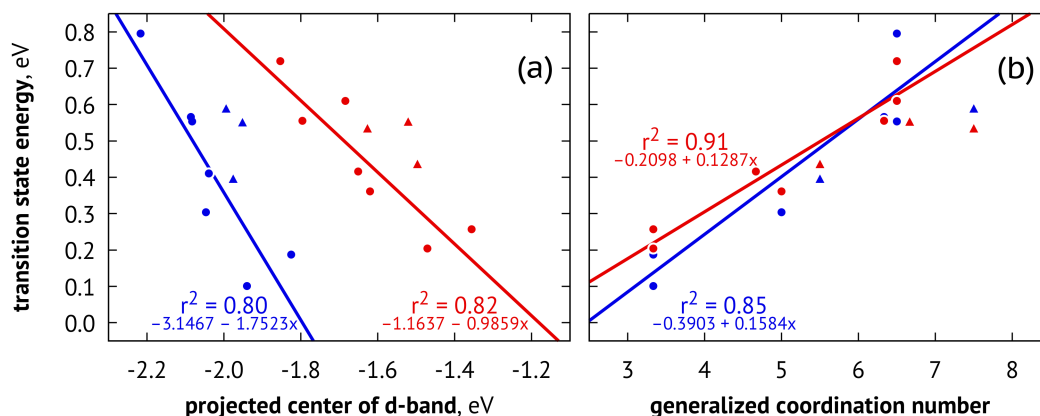 transition state energy, eV
0.8
0.7
0.6
0.5
0.4
0.3
0.2
0.1
0.0
(a)
r² = 0.80
−3.1467 − 1.7523x
r² = 0.82
−1.1637 − 0.9859x
-2.2 -2.0 -1.8 -1.6 -1.4 -1.2
projected center of d-band, eV
(b)
r² = 0.91
−0.2098 + 0.1287x
r² = 0.85
−0.3903 + 0.1584x
3 4 5 6 7 8
generalized coordination number